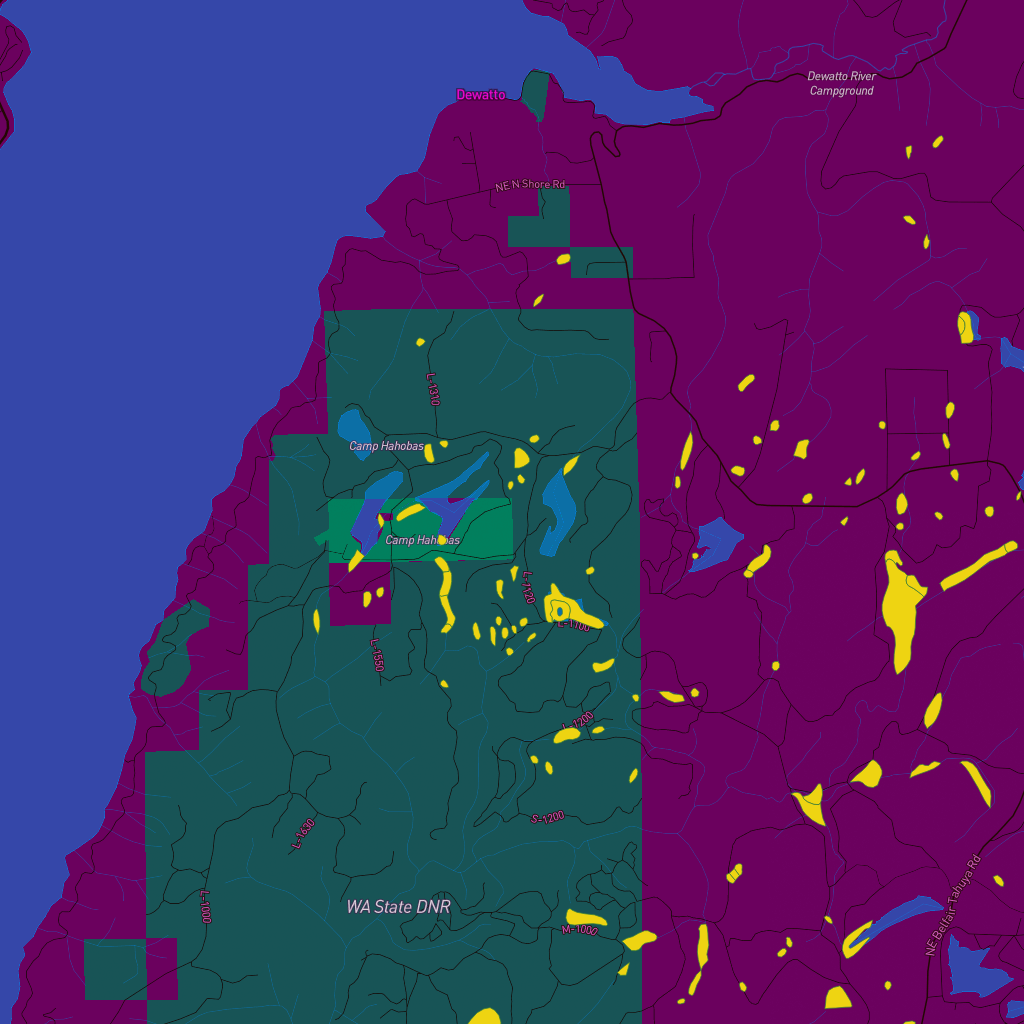 Dewatto River
Campground
Dewatto
NE N Shore Rd
L-1310
Camp Hahobas
Camp Hahobas
L-1120
L-1100
L-1550
L-1200
S-1200
L-1630
L-1000
WA State DNR
M-1000
NE Belfair Tahuya Rd